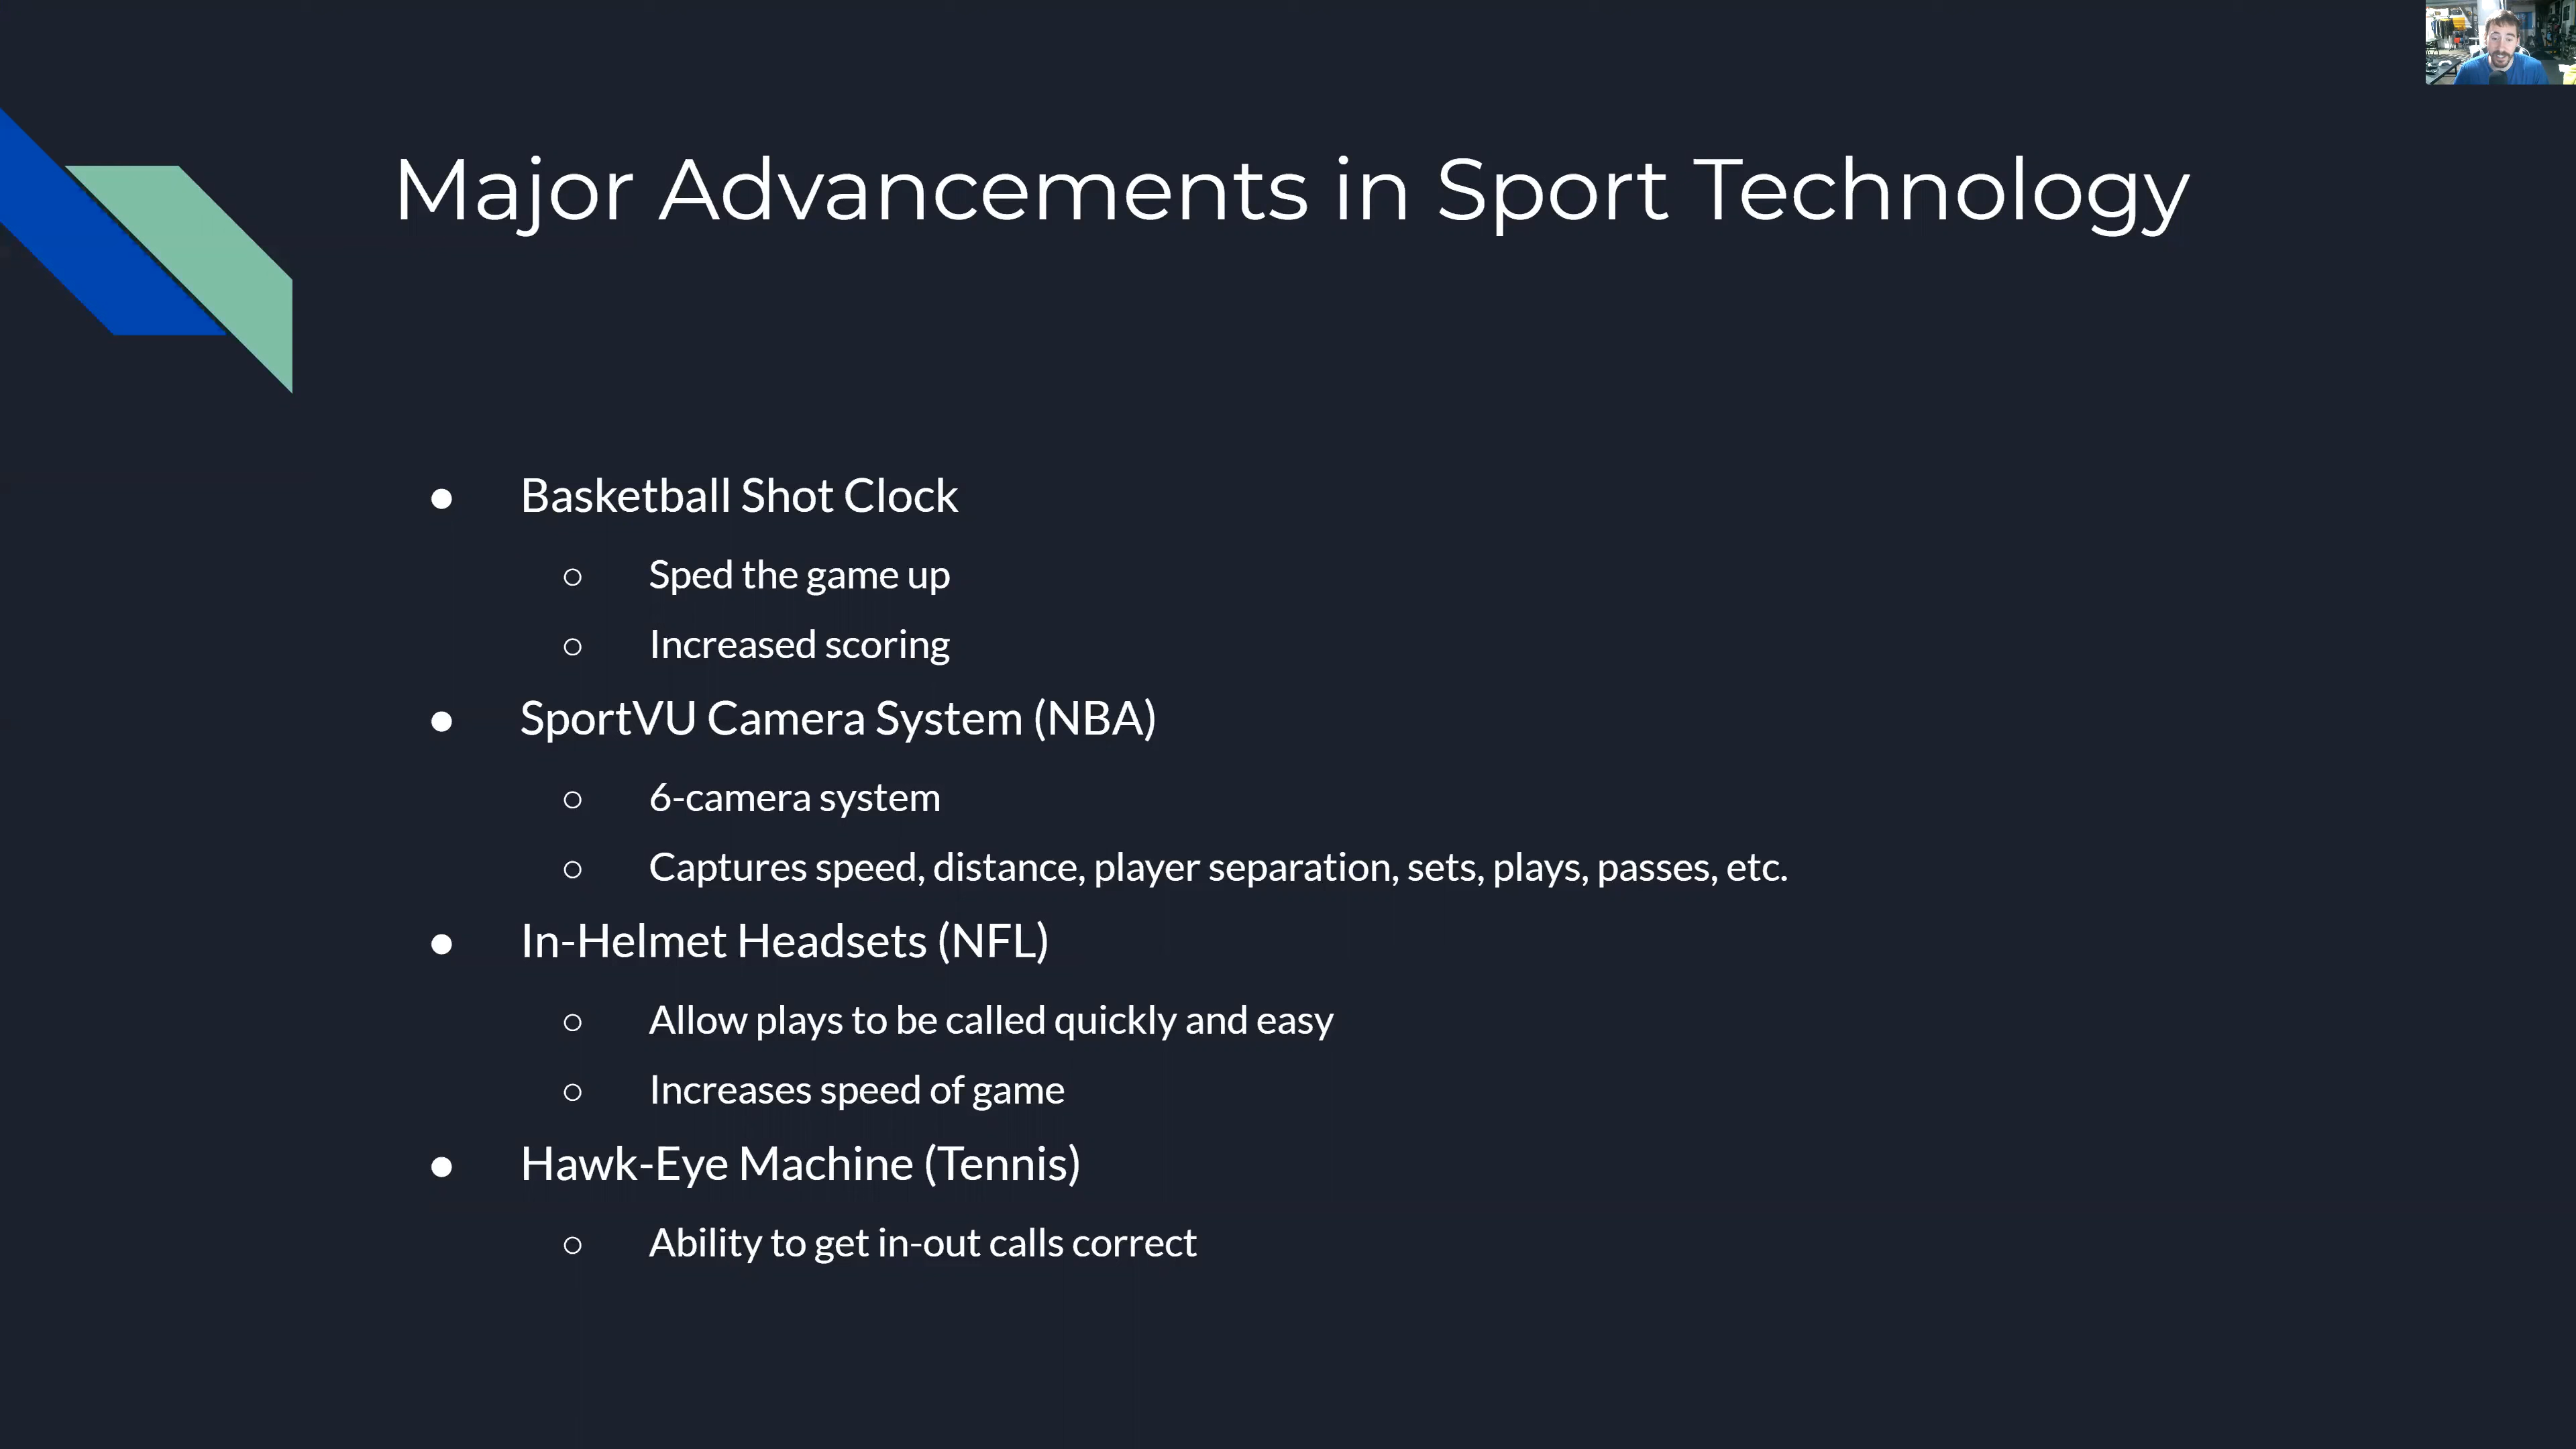 Major Advancements in Sport Technology
● Basketball Shot Clock
○ Sped the game up
○ Increased scoring
● SportVU Camera System (NBA)
○ 6-camera system
○ Captures speed, distance, player separation, sets, plays, passes, etc.
● In-Helmet Headsets (NFL)
○ Allow plays to be called quickly and easy
○ Increases speed of game
● Hawk-Eye Machine (Tennis)
○ Ability to get in-out calls correct